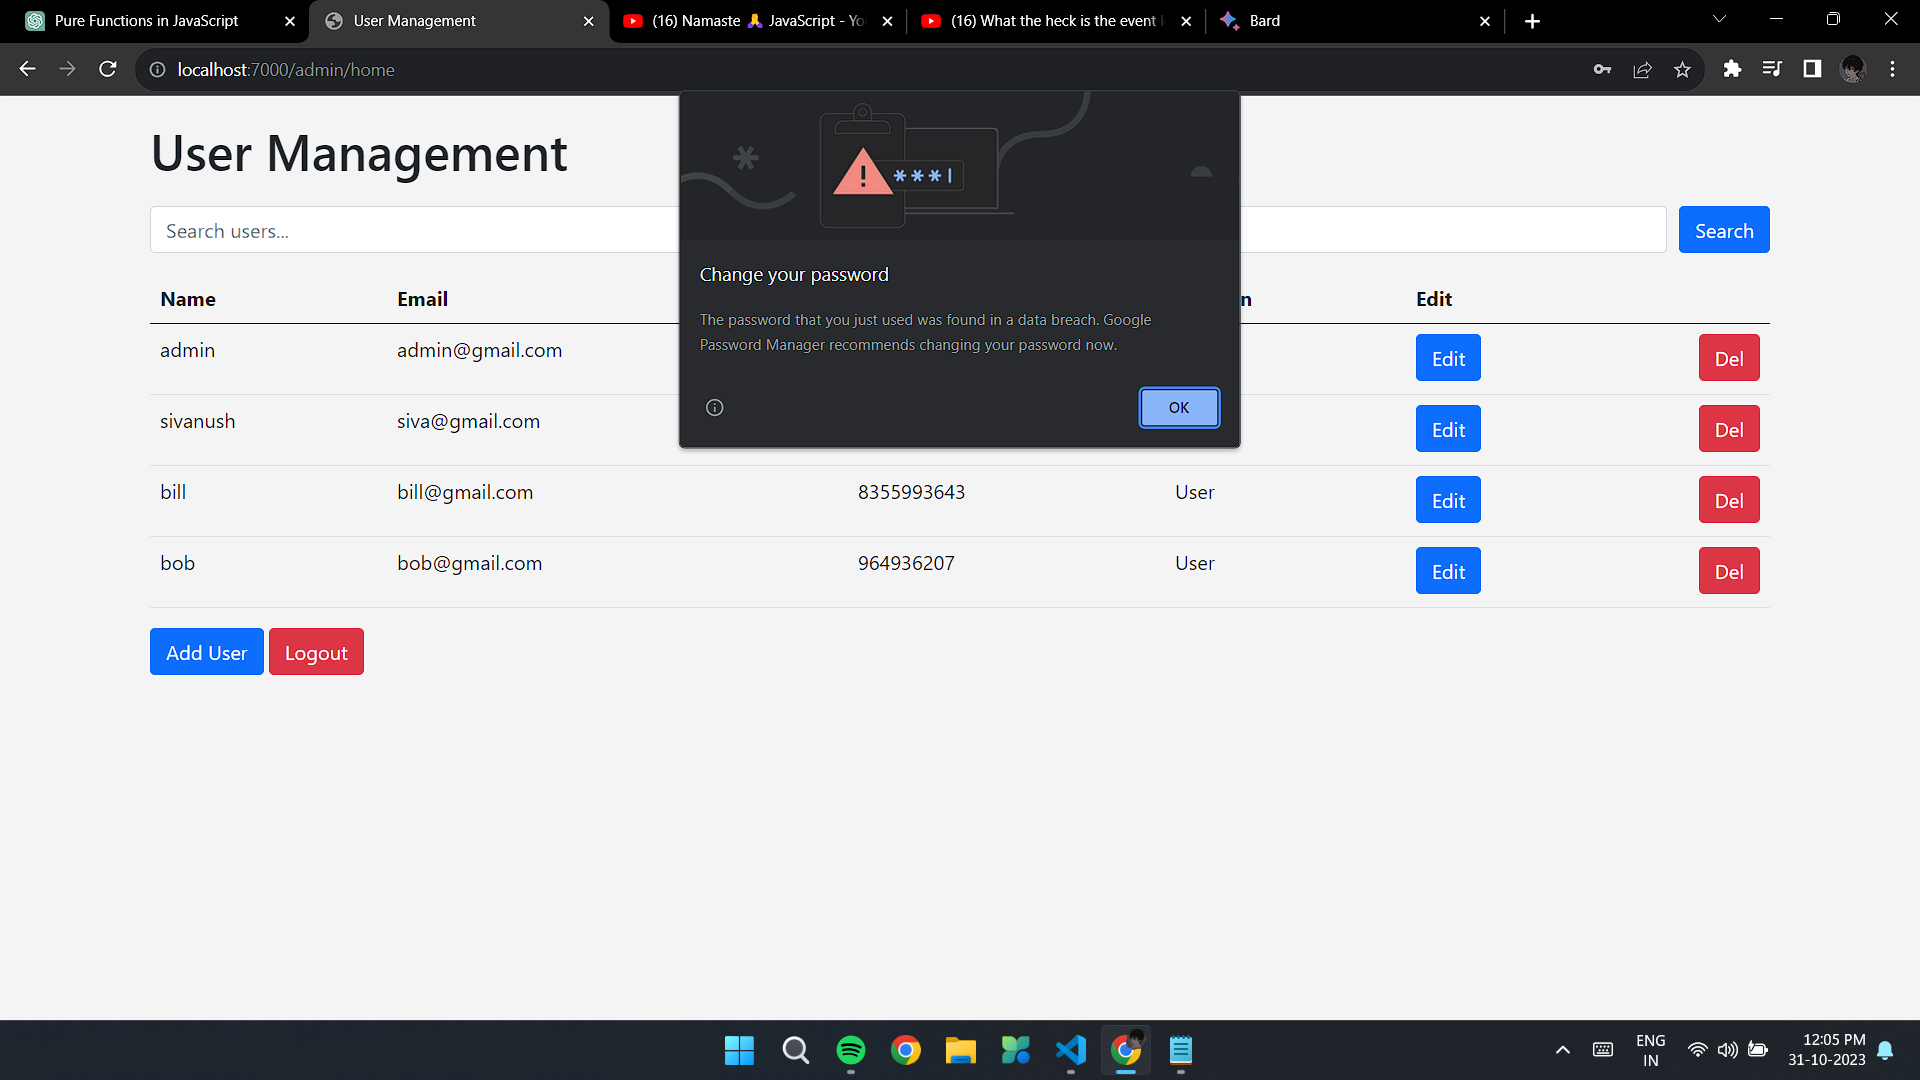 Pure Functions in JavaScript
User Management
(16) Namaste 🙏 JavaScript - Yo
(16) What the heck is the event l
Bard
localhost:7000/admin/home
User Management
Search users...
Search
Change your password
The password that you just used was found in a data breach. Google
Password Manager recommends changing your password now.
OK
Name Email n Edit
admin admin@gmail.com Edit Del
sivanush siva@gmail.com Edit Del
bill bill@gmail.com 8355993643 User Edit Del
bob bob@gmail.com 964936207 User Edit Del
Add User Logout
ENG
IN
12:05 PM
31-10-2023